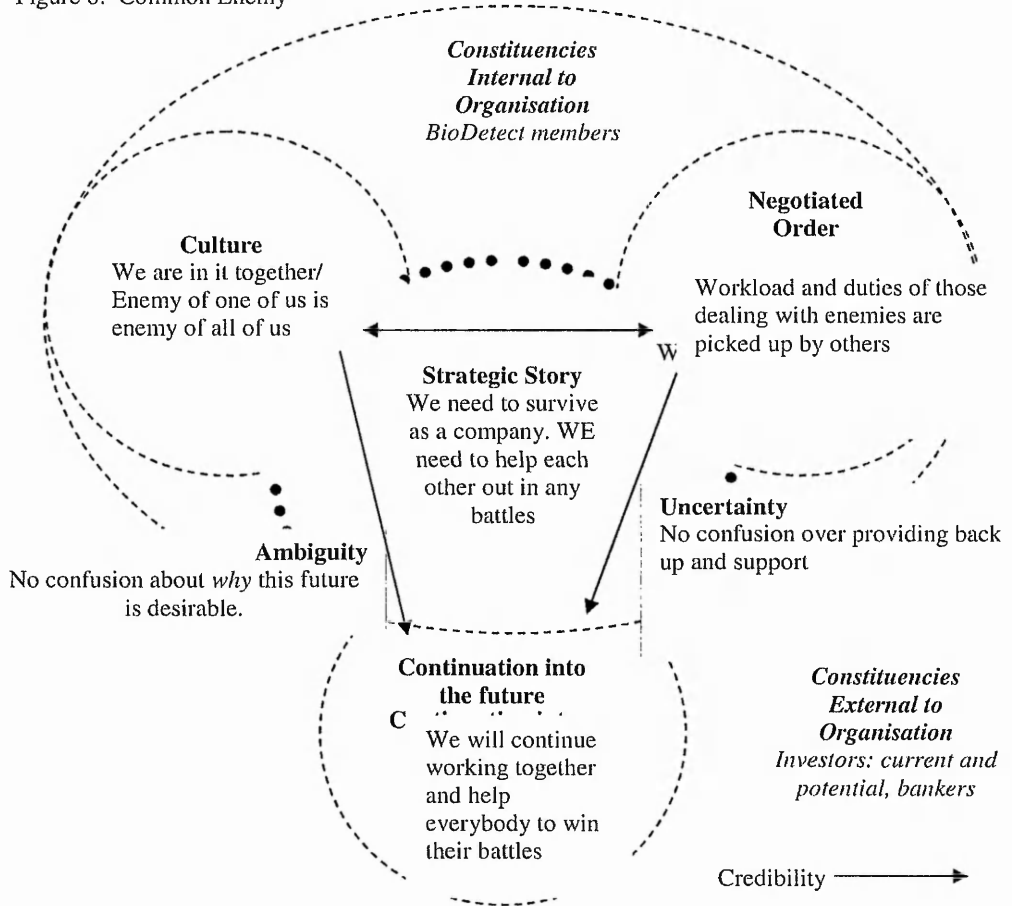 Figure 8: Common Enemy
Constituencies
Internal to
Organisation
BioDetect members
Culture
We are in it together/
Enemy of one of us is
enemy of all of us
Negotiated
Order
Workload and duties of those
dealing with enemies are
picked up by others
W
Strategic Story
We need to survive
as a company. WE
need to help each
other out in any
battles
Ambiguity
No confusion about why this future
is desirable.
Uncertainty
No confusion over providing back
up and support
Continuation into
the future
C
We will continue
working together
and help
everybody to win
their battles
Constituencies
External to
Organisation
Investors: current and
potential, bankers
Credibility